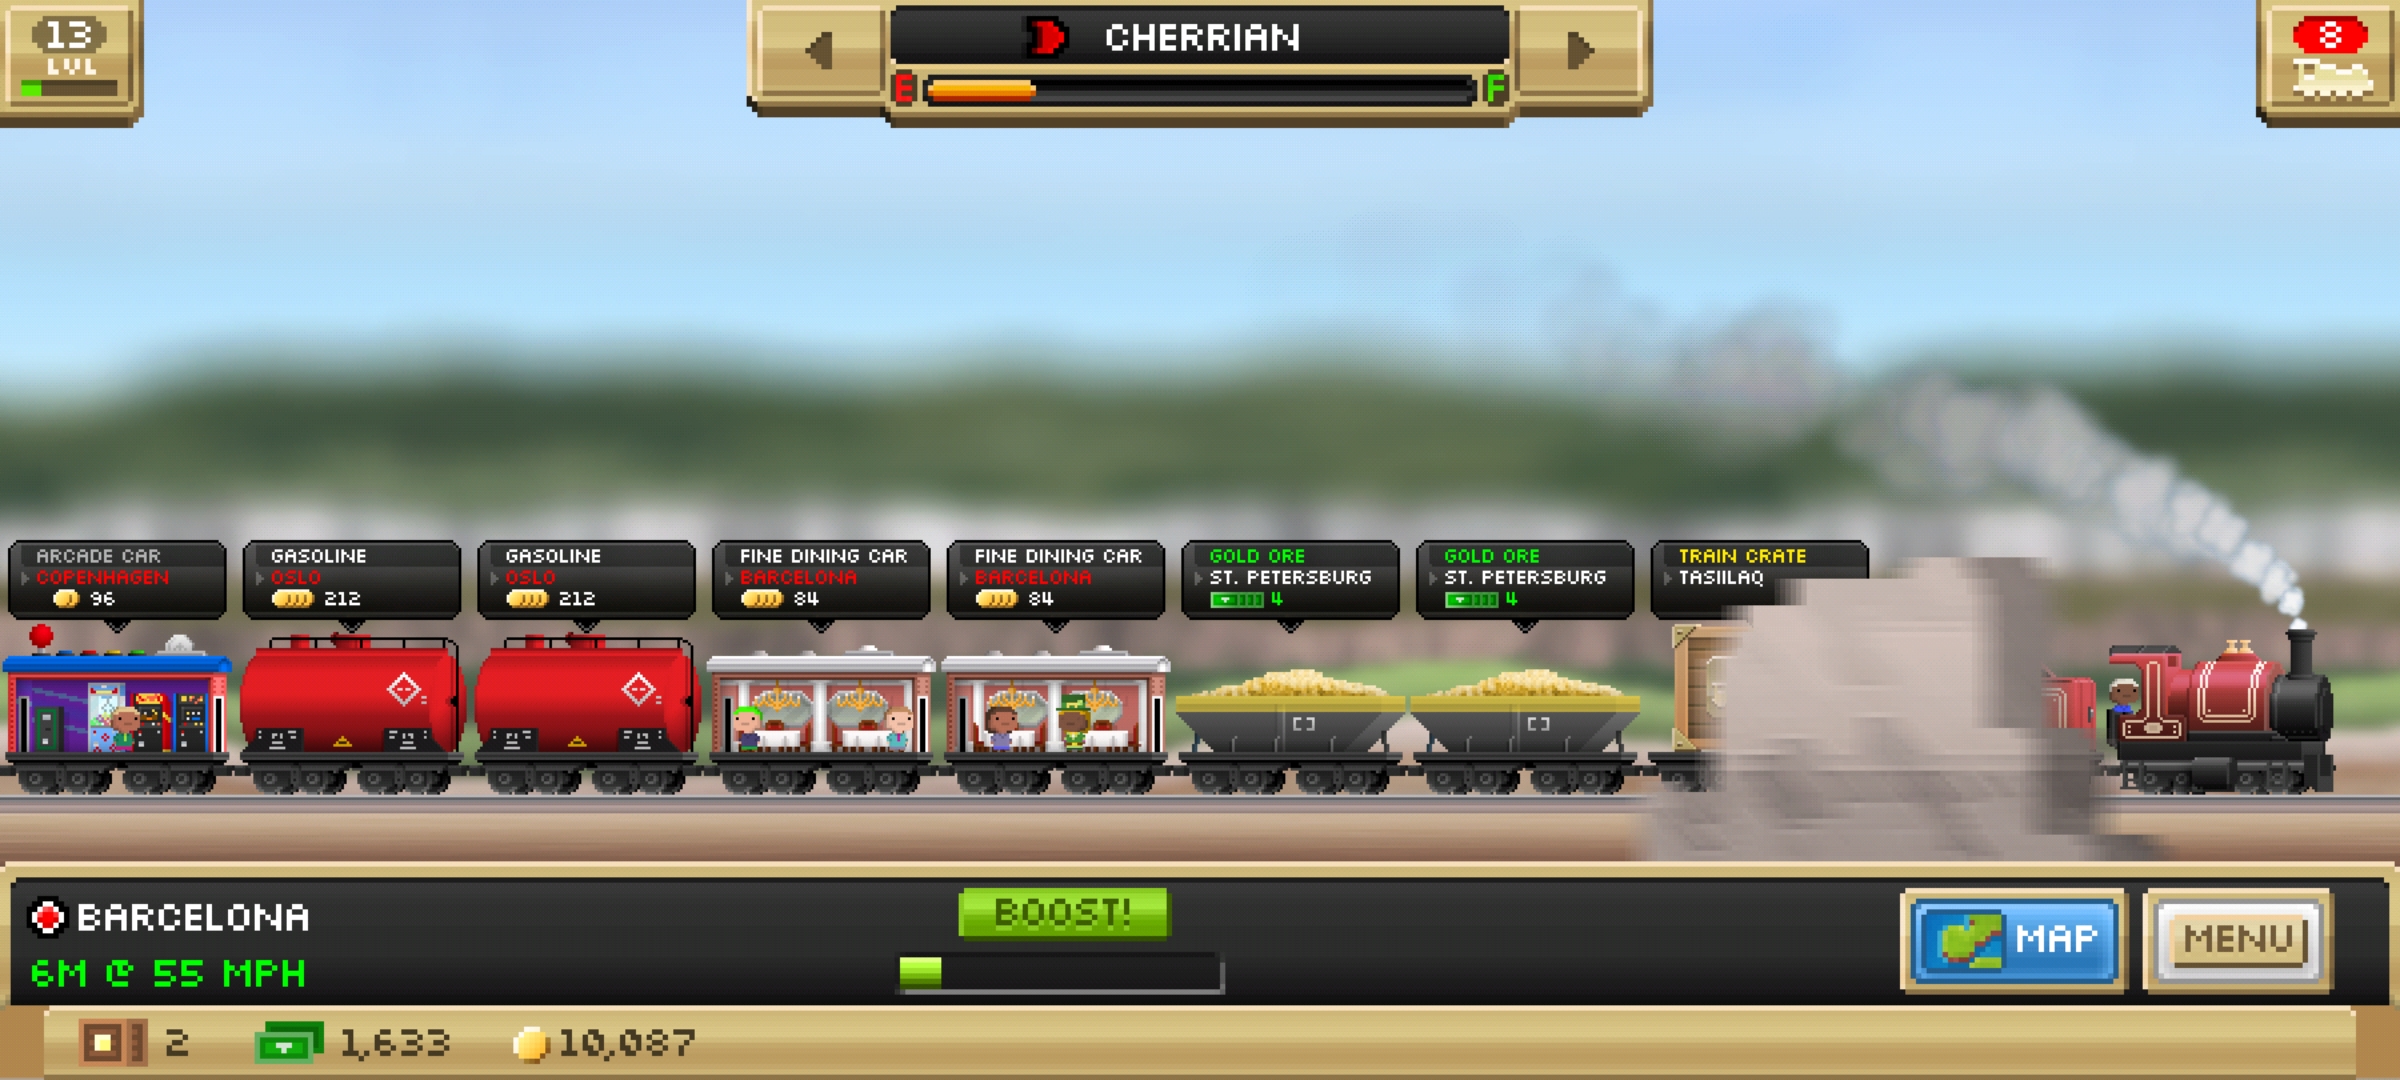 13
LVL
CHERRIAN
E F
8
ARCADE CAR
COPENHAGEN
96
GASOLINE
OSLO
212
GASOLINE
OSLO
212
FINE DINING CAR
BARCELONA
84
FINE DINING CAR
BARCELONA
84
GOLD ORE
ST. PETERSBURG
4
GOLD ORE
ST. PETERSBURG
4
TRAIN CRATE
TASIILAQ
BARCELONA
6M @ 55 MPH
BOOST!
MAP
MENU
2
1,633
10,087